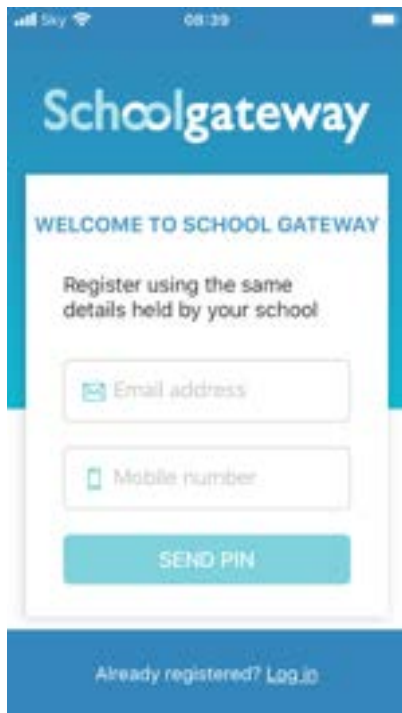 Sky 08:39
Schoolgateway
WELCOME TO SCHOOL GATEWAY
Register using the same
details held by your school
Email address
Mobile number
SEND PIN
Already registered? Log in